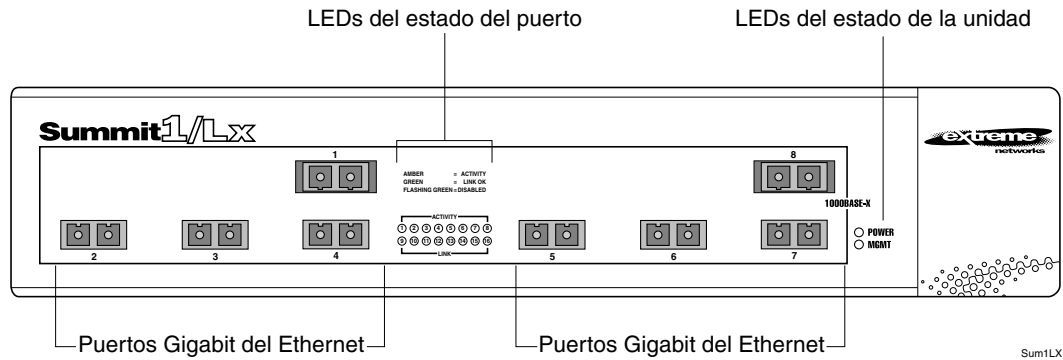 LEDs del estado del puerto
LEDs del estado de la unidad
Summit1/Lx
extreme
networks
1
8
AMBER = ACTIVITY
GREEN = LINK OK
FLASHING GREEN = DISABLED
1000BASE-X
ACTIVITY
1 2 3 4 5 6 7 8
9 10 11 12 13 14 15 16
LINK
POWER
MGMT
2
3
4
5
6
7
Puertos Gigabit del Ethernet
Puertos Gigabit del Ethernet
Sum1LX